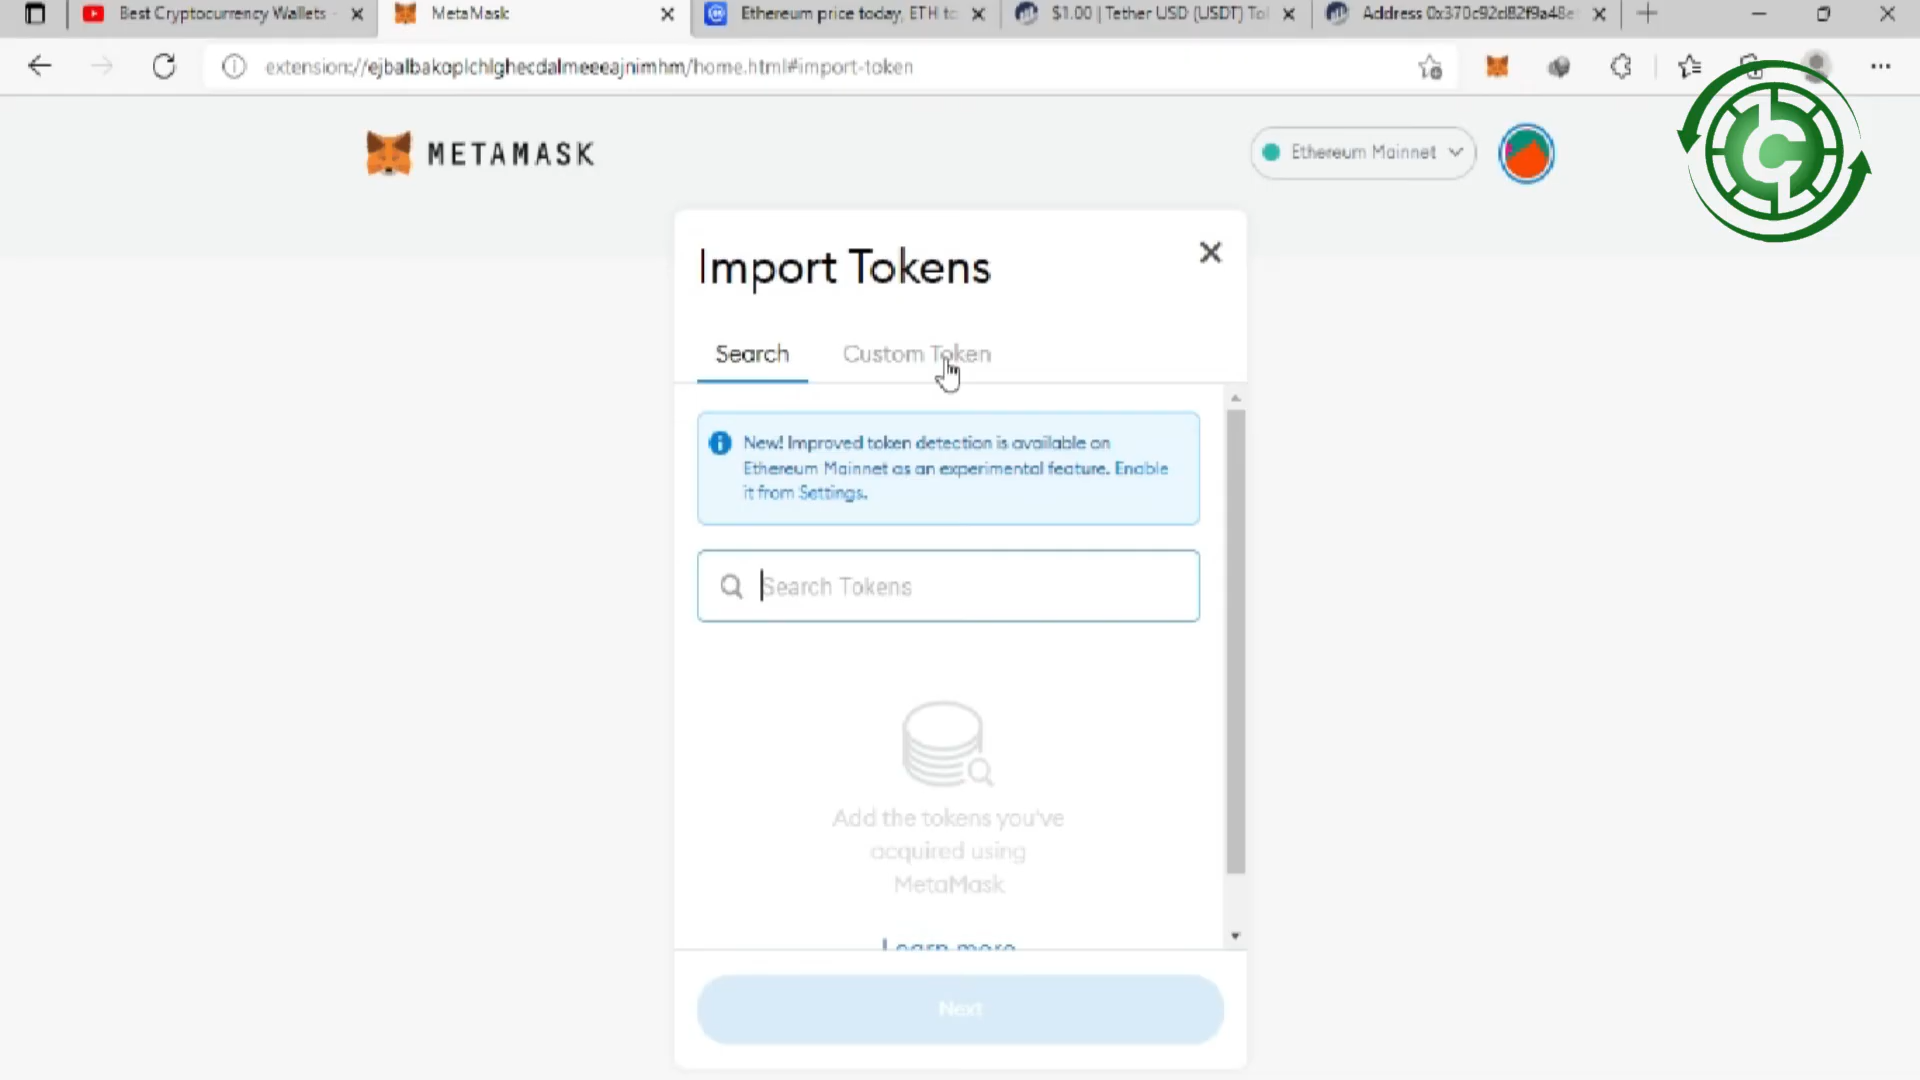 Best Cryptocurrency Wallets
MetaMask
Ethereum price today, ETH to
$1.00 | Tether USD (USDT) Tol
Address 0x370c92d82f9a48e
extension://ejbalbakoplchlghecdalmeeeajnimhm/home.html#import-token
METAMASK
Ethereum Mainnet
Import Tokens
Search
Custom Token
New! Improved token detection is available on
Ethereum Mainnet as an experimental feature. Enable
it from Settings.
Search Tokens
Add the tokens you've
acquired using
MetaMask
Learn more
Next